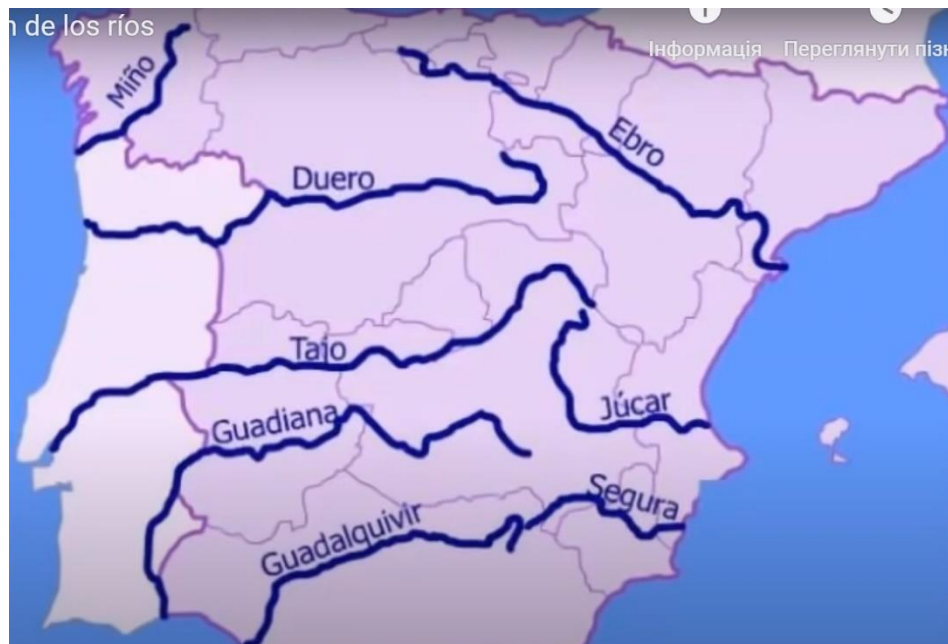 n de los ríos
Інформація
Переглянути пізн
Miño
Ebro
Duero
Tajo
Júcar
Guadiana
Segura
Guadalquivir